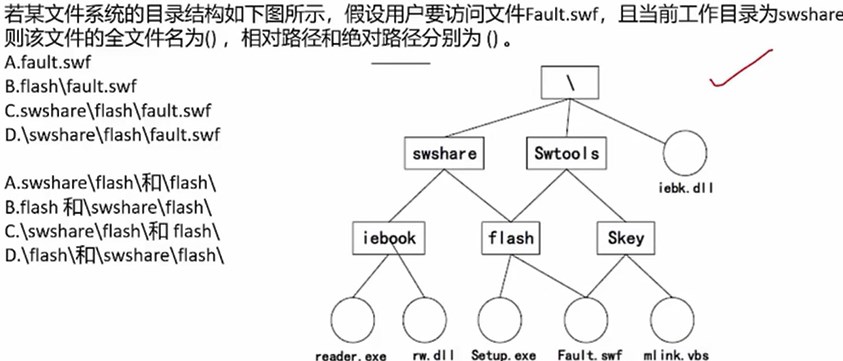 若某文件系统的目录结构如下图所示，假设用户要访问文件Fault.swf，且当前工作目录为swshare
则该文件的全文件名为()，相对路径和绝对路径分别为 () 。
A.fault.swf
B.flash\fault.swf
C.swshare\flash\fault.swf
D.\swshare\flash\fault.swf
A.swshare\flash\和\flash\
B.flash 和\swshare\flash\
C.\swshare\flash\和 flash\
D.\flash\和\swshare\flash\
\
swshare
Swtools
iebk.dll
iebook
flash
Skey
reader.exe
rw.dll
Setup.exe
Fault.swf
mlink.vbs